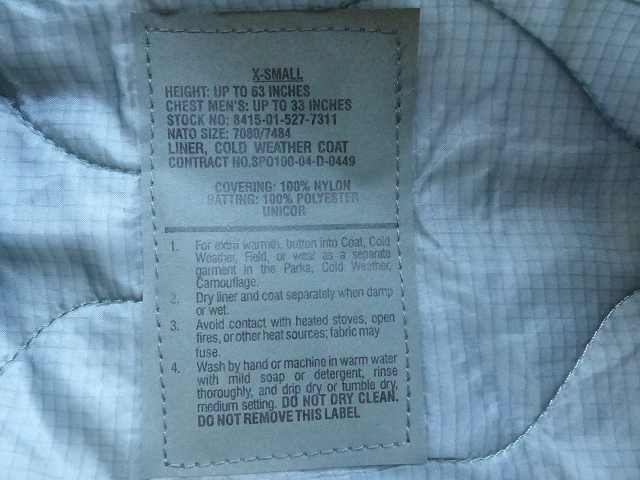 X-SMALL
HEIGHT: UP TO 63 INCHES
CHEST MEN'S: UP TO 33 INCHES
STOCK NO: 8415-01-527-7311
NATO SIZE: 7080/7484
LINER, COLD WEATHER COAT
CONTRACT NO.SPO100-04-D-0449
COVERING: 100% NYLON
BATTING: 100% POLYESTER
UNICOR
1. For extra warmth, button into Coat, Cold
Weather, Field, or wear as a separate
garment in the Parka, Cold Weather,
Camouflage.
2. Dry liner and coat separately when damp
or wet.
3. Avoid contact with heated stoves, open
fires, or other heat sources; fabric may
fuse.
4. Wash by hand or machine in warm water
with mild soap or detergent, rinse
thoroughly, and drip dry or tumble dry,
medium setting. DO NOT DRY CLEAN.
DO NOT REMOVE THIS LABEL